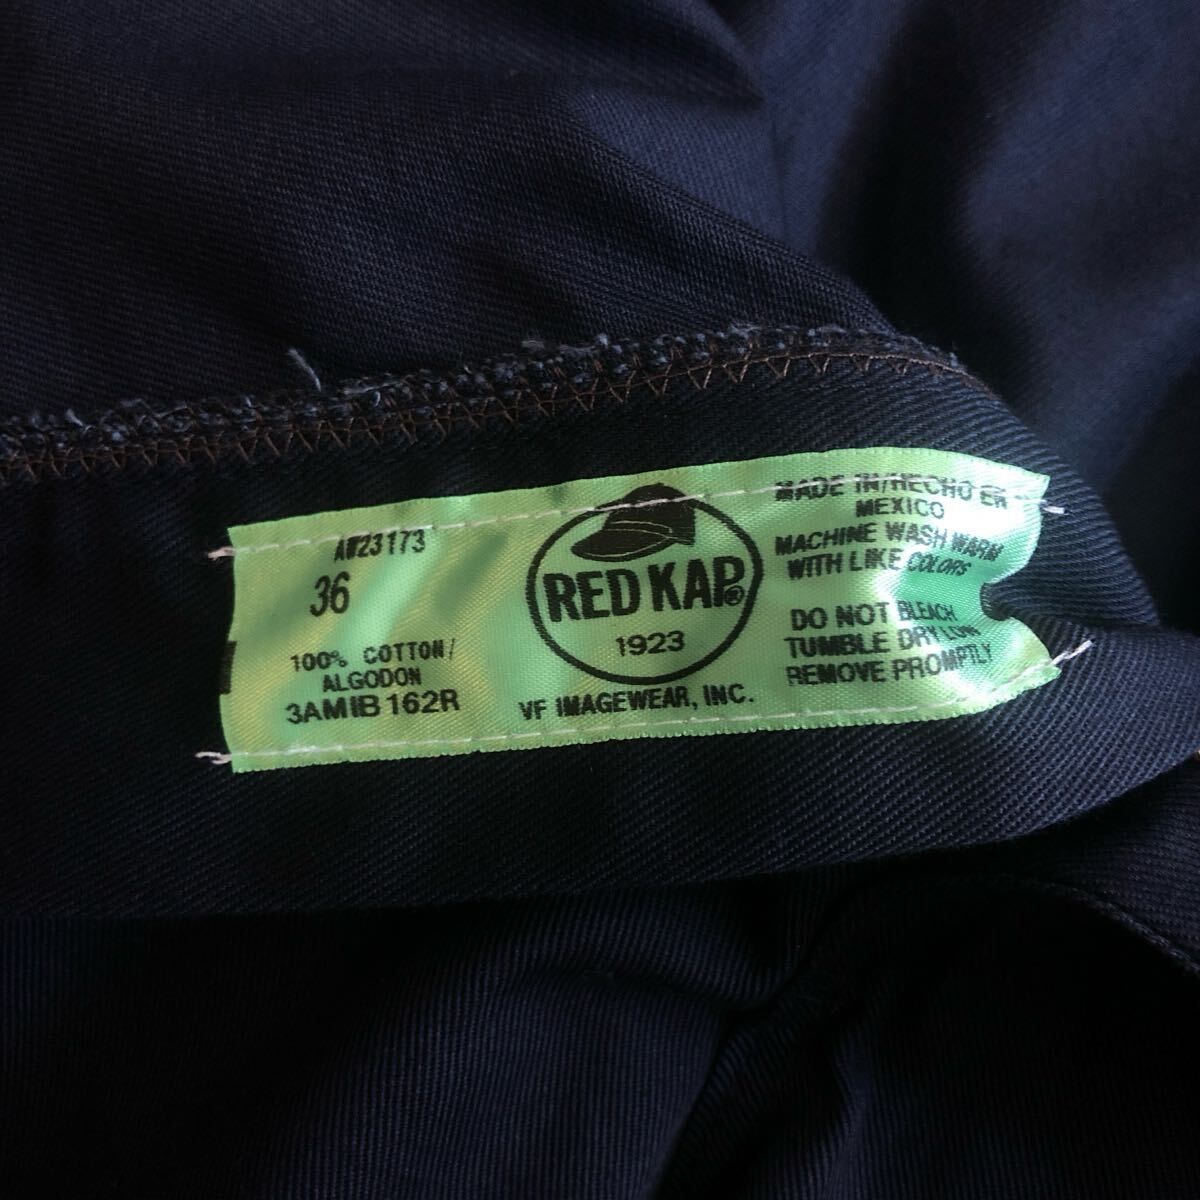 AW23173
36
100% COTTON/
ALGODON
3AMIB 162R
RED KAP®
1923
VF IMAGEWEAR, INC.
MADE IN/HECHO EN
MEXICO
MACHINE WASH WARM
WITH LIKE COLORS
DO NOT BLEACH
TUMBLE DRY LOW
REMOVE PROMPTLY